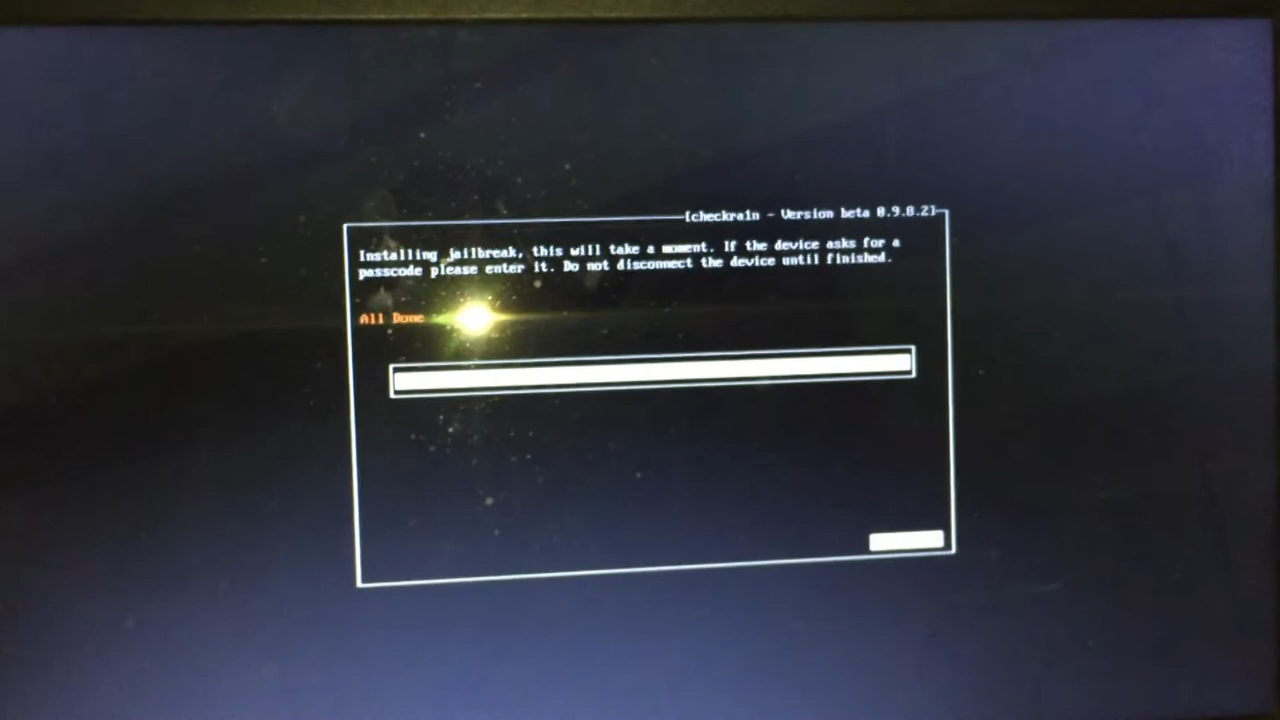 [checkra1n - Version beta 0.9.8.2]
Installing jailbreak, this will take a moment. If the device asks for a
passcode please enter it. Do not disconnect the device until finished.
All Done